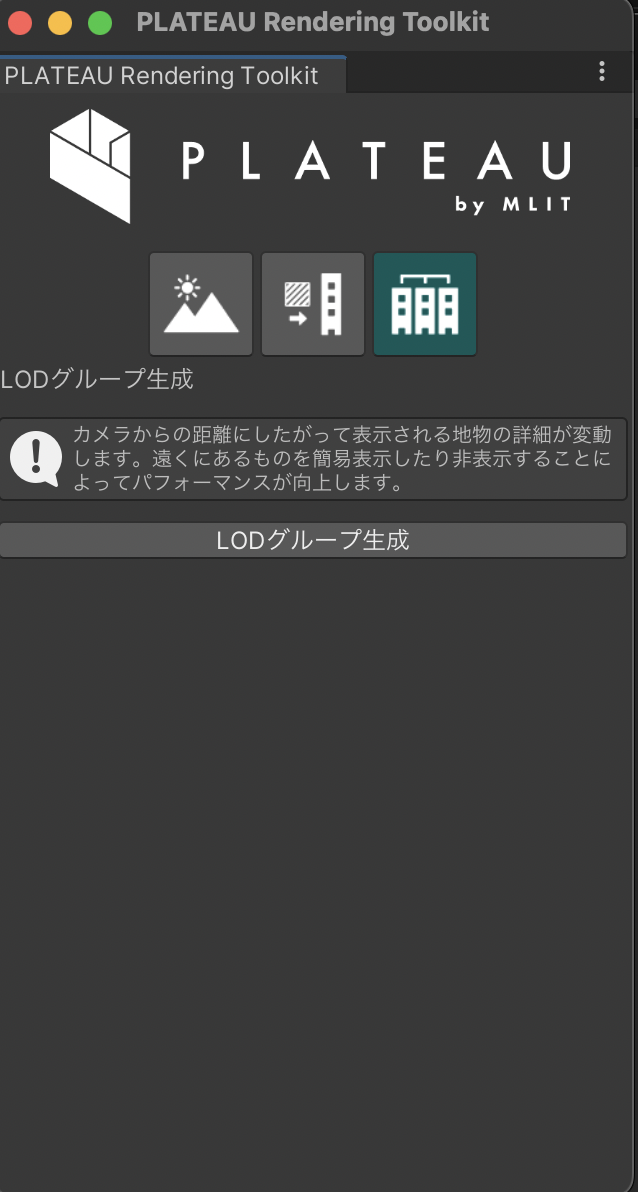 PLATEAU Rendering Toolkit
PLATEAU Rendering Toolkit
PLATEAU
by MLIT
LODグループ生成
カメラからの距離にしたがって表示される地物の詳細が変動
します。遠くにあるものを簡易表示したり非表示することに
よってパフォーマンスが向上します。
LODグループ生成